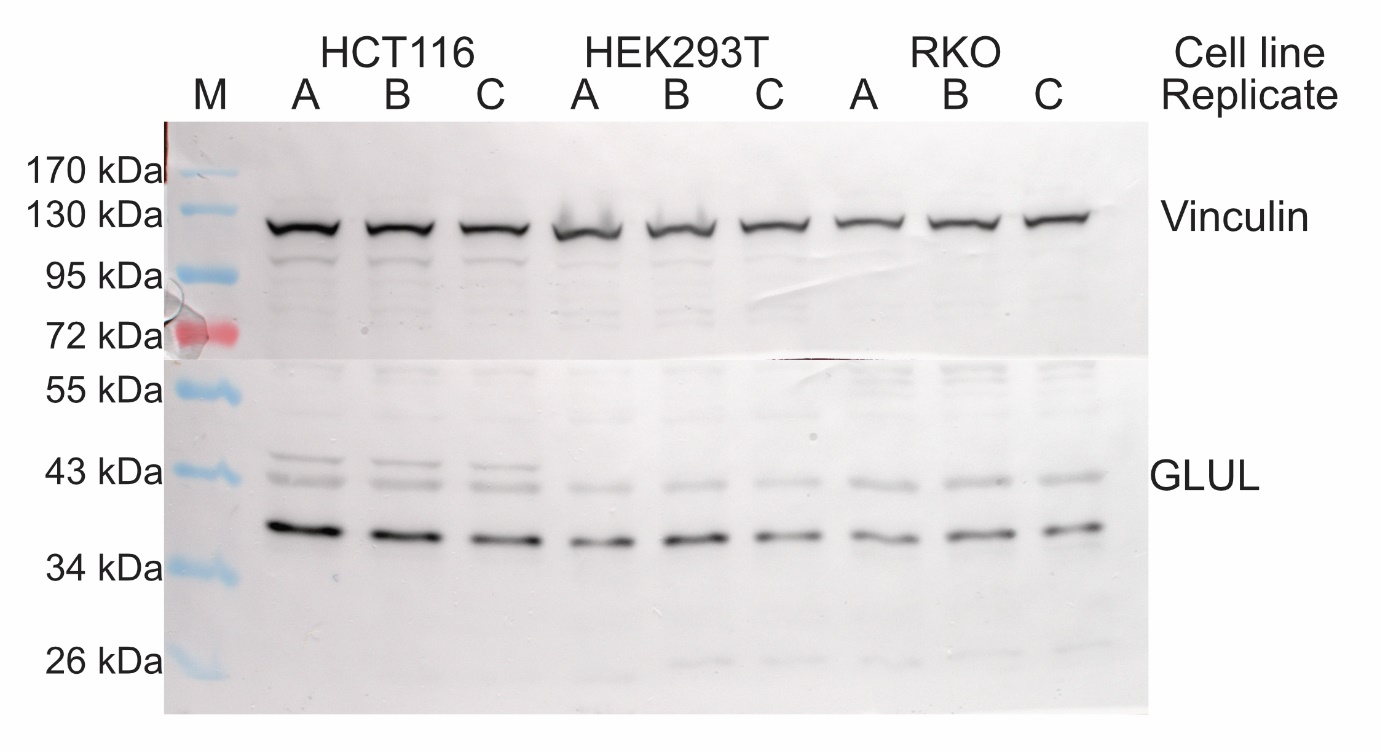 HCT116 HEK293T RKO Cell line
M A B C A B C A B C Replicate
170 kDa
130 kDa
Vinculin
95 kDa
72 kDa
55 kDa
43 kDa
GLUL
34 kDa
26 kDa